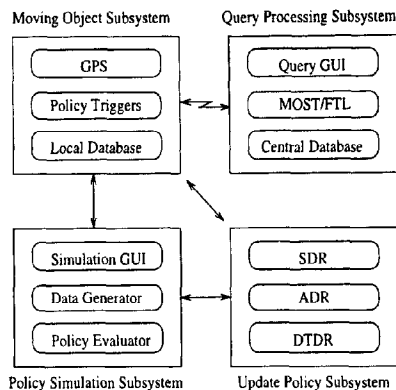 Moving Object Subsystem
GPS
Policy Triggers
Local Database
Query Processing Subsystem
Query GUI
MOST/FTL
Central Database
Simulation GUI
Data Generator
Policy Evaluator
Policy Simulation Subsystem
SDR
ADR
DTDR
Update Policy Subsystem